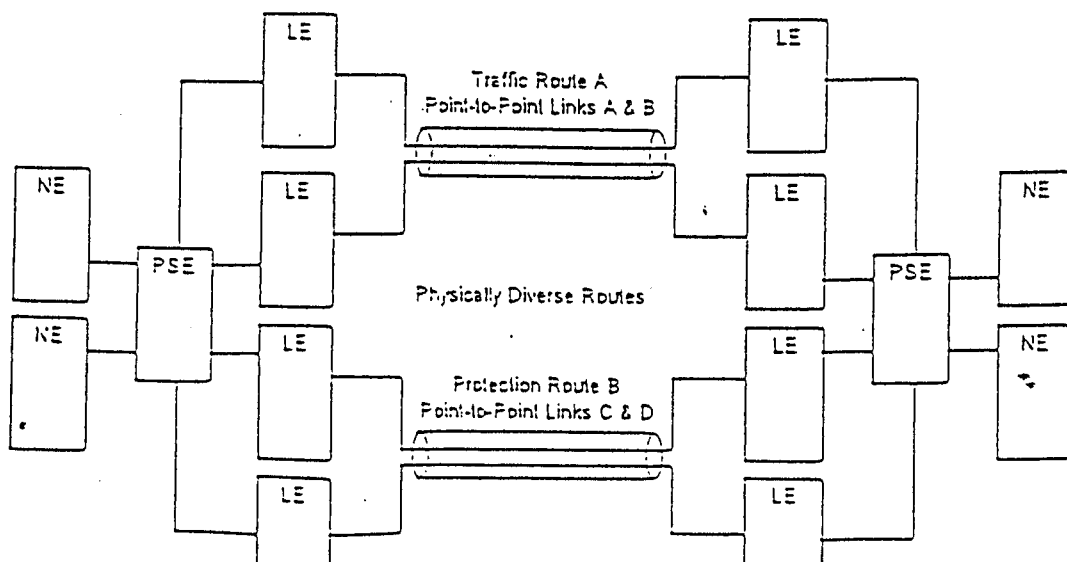 LE
LE
Traffic Route A
Point-to-Point Links A & B
NE
LE
LE
NE
PSE
PSE
Physically Diverse Routes
NE
LE
LE
NE
Protection Route B
Point-to-Point Links C & D
LE
LE